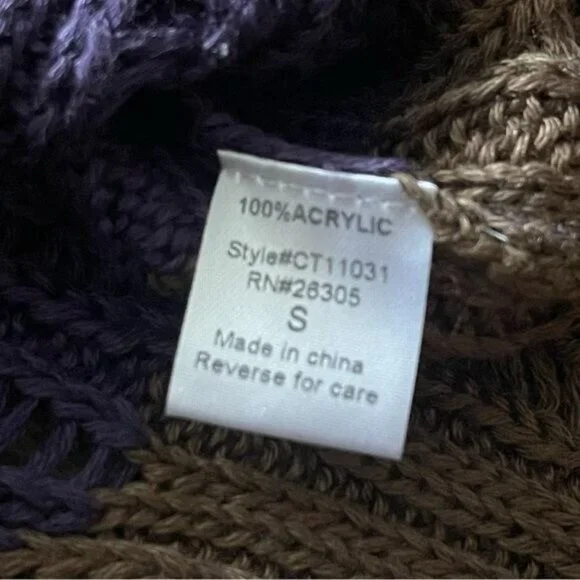 100%ACRYLIC
Style#CT11031
RN#26305
S
Made in china
Reverse for care